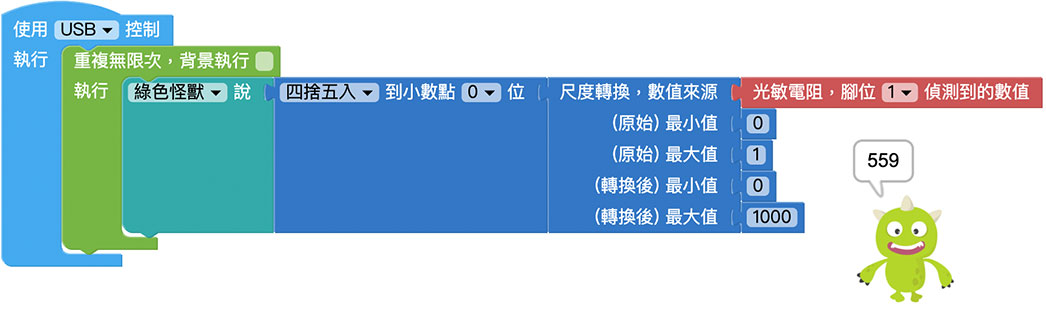 使用 USB 控制
執行 重複無限次，背景執行
執行 綠色怪獸 說 四捨五入 到小數點 0 位 尺度轉換，數值來源 光敏電阻，腳位 1 偵測到的數值
(原始) 最小值 0
(原始) 最大值 1
(轉換後) 最小值 0
(轉換後) 最大值 1000
559